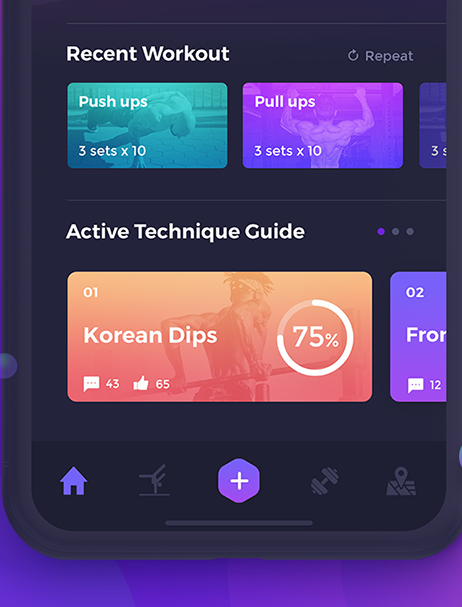 Recent Workout
Repeat
Push ups
Pull ups
3 sets x 10
3 sets x 10
3 s
Active Technique Guide
01
02
Korean Dips
75%
Fror
43
65
12